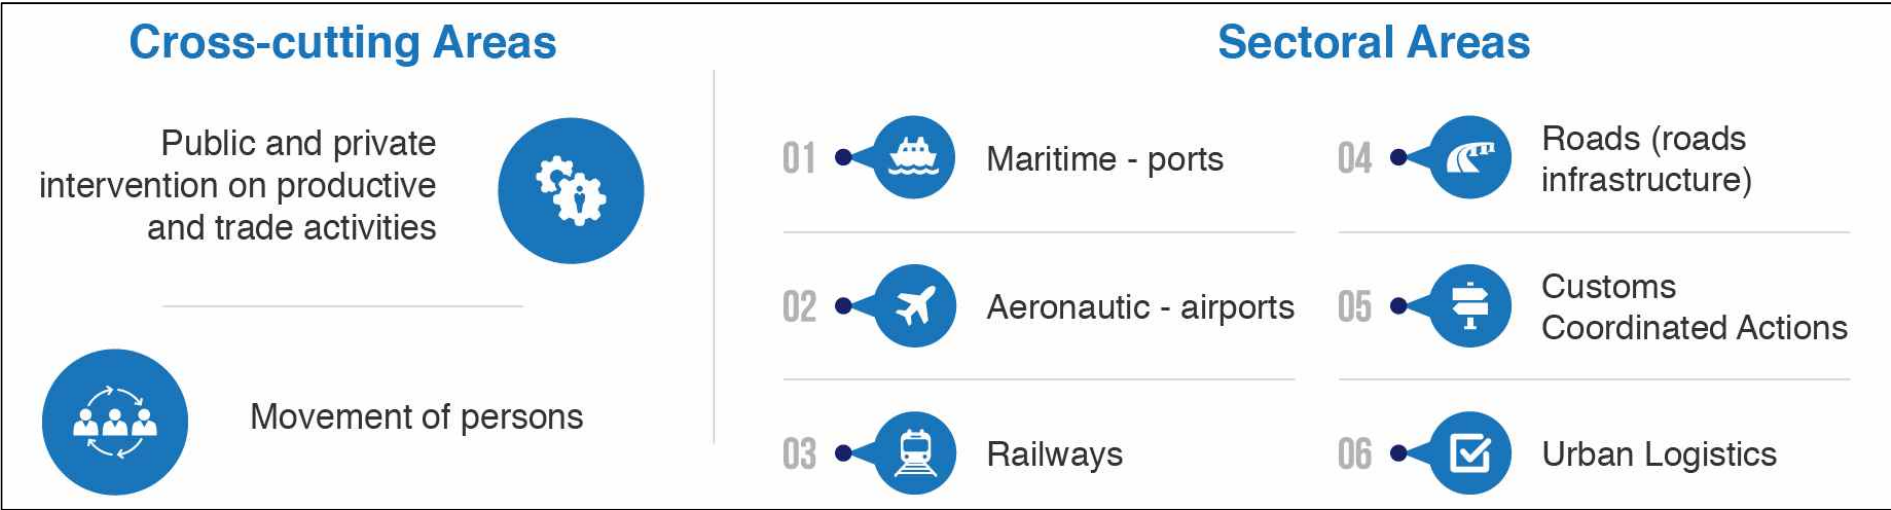 Cross-cutting Areas
Public and private
intervention on productive
and trade activities
Movement of persons
Sectoral Areas
01
Maritime - ports
02
Aeronautic - airports
03
Railways
04
Roads (roads
infrastructure)
05
Customs
Coordinated Actions
06
Urban Logistics